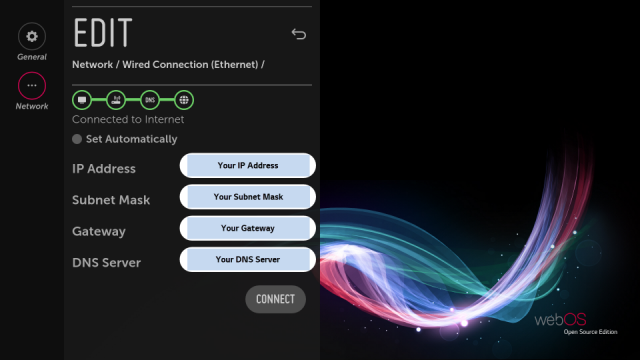 EDIT
Network / Wired Connection (Ethernet) /
General
Network
DNS
Connected to Internet
Set Automatically
IP Address
Your IP Address
Subnet Mask
Your Subnet Mask
Gateway
Your Gateway
DNS Server
Your DNS Server
CONNECT
webOS
Open Source Edition